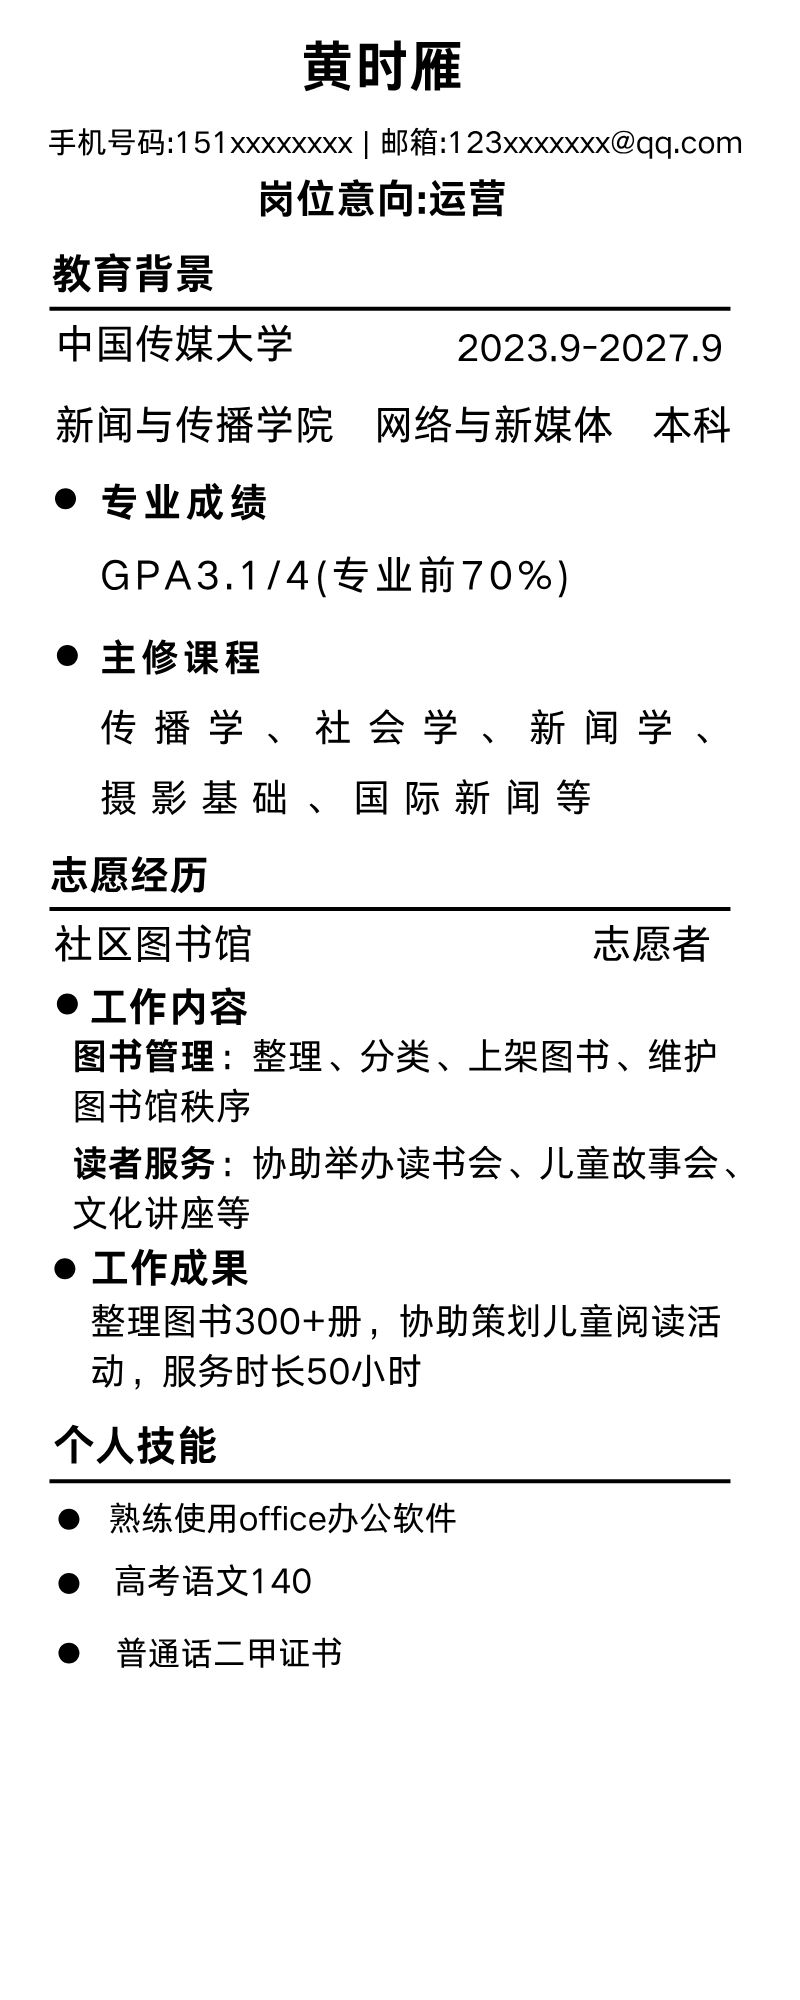 黄时雁
手机号码:151xxxxxxxx | 邮箱:123xxxxxxx@qq.com
岗位意向:运营
教育背景
中国传媒大学 2023.9-2027.9
新闻与传播学院 网络与新媒体 本科
专业成绩
GPA3.1/4(专业前70%)
主修课程
传播学、社会学、新闻学、
摄影基础、国际新闻等
志愿经历
社区图书馆 志愿者
工作内容
图书管理：整理、分类、上架图书、维护
图书馆秩序
读者服务：协助举办读书会、儿童故事会、
文化讲座等
工作成果
整理图书300+册，协助策划儿童阅读活
动，服务时长50小时
个人技能
熟练使用office办公软件
高考语文140
普通话二甲证书